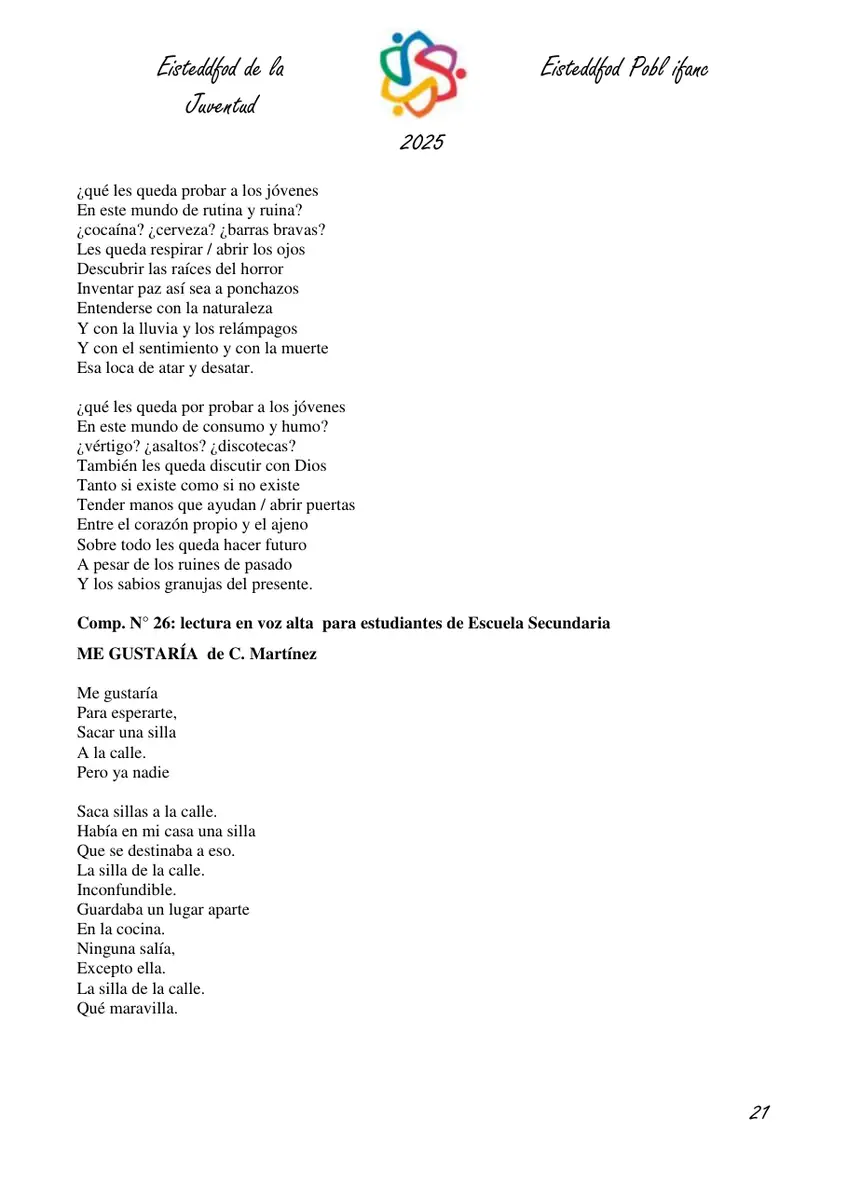 Eisteddfod de la
Juventud
Eisteddfod Pobl ifanc
2025
¿qué les queda probar a los jóvenes
En este mundo de rutina y ruina?
¿cocaína? ¿cerveza? ¿barras bravas?
Les queda respirar / abrir los ojos
Descubrir las raíces del horror
Inventar paz así sea a ponchazos
Entenderse con la naturaleza
Y con la lluvia y los relámpagos
Y con el sentimiento y con la muerte
Esa loca de atar y desatar.
¿qué les queda por probar a los jóvenes
En este mundo de consumo y humo?
¿vértigo? ¿asaltos? ¿discotecas?
También les queda discutir con Dios
Tanto si existe como si no existe
Tender manos que ayudan / abrir puertas
Entre el corazón propio y el ajeno
Sobre todo les queda hacer futuro
A pesar de los ruines de pasado
Y los sabios granujas del presente.
Comp. N° 26: lectura en voz alta  para estudiantes de Escuela Secundaria
ME GUSTARÍA  de C. Martínez
Me gustaría
Para esperarte,
Sacar una silla
A la calle.
Pero ya nadie
Saca sillas a la calle.
Había en mi casa una silla
Que se destinaba a eso.
La silla de la calle.
Inconfundible.
Guardaba un lugar aparte
En la cocina.
Ninguna salía,
Excepto ella.
La silla de la calle.
Qué maravilla.
21